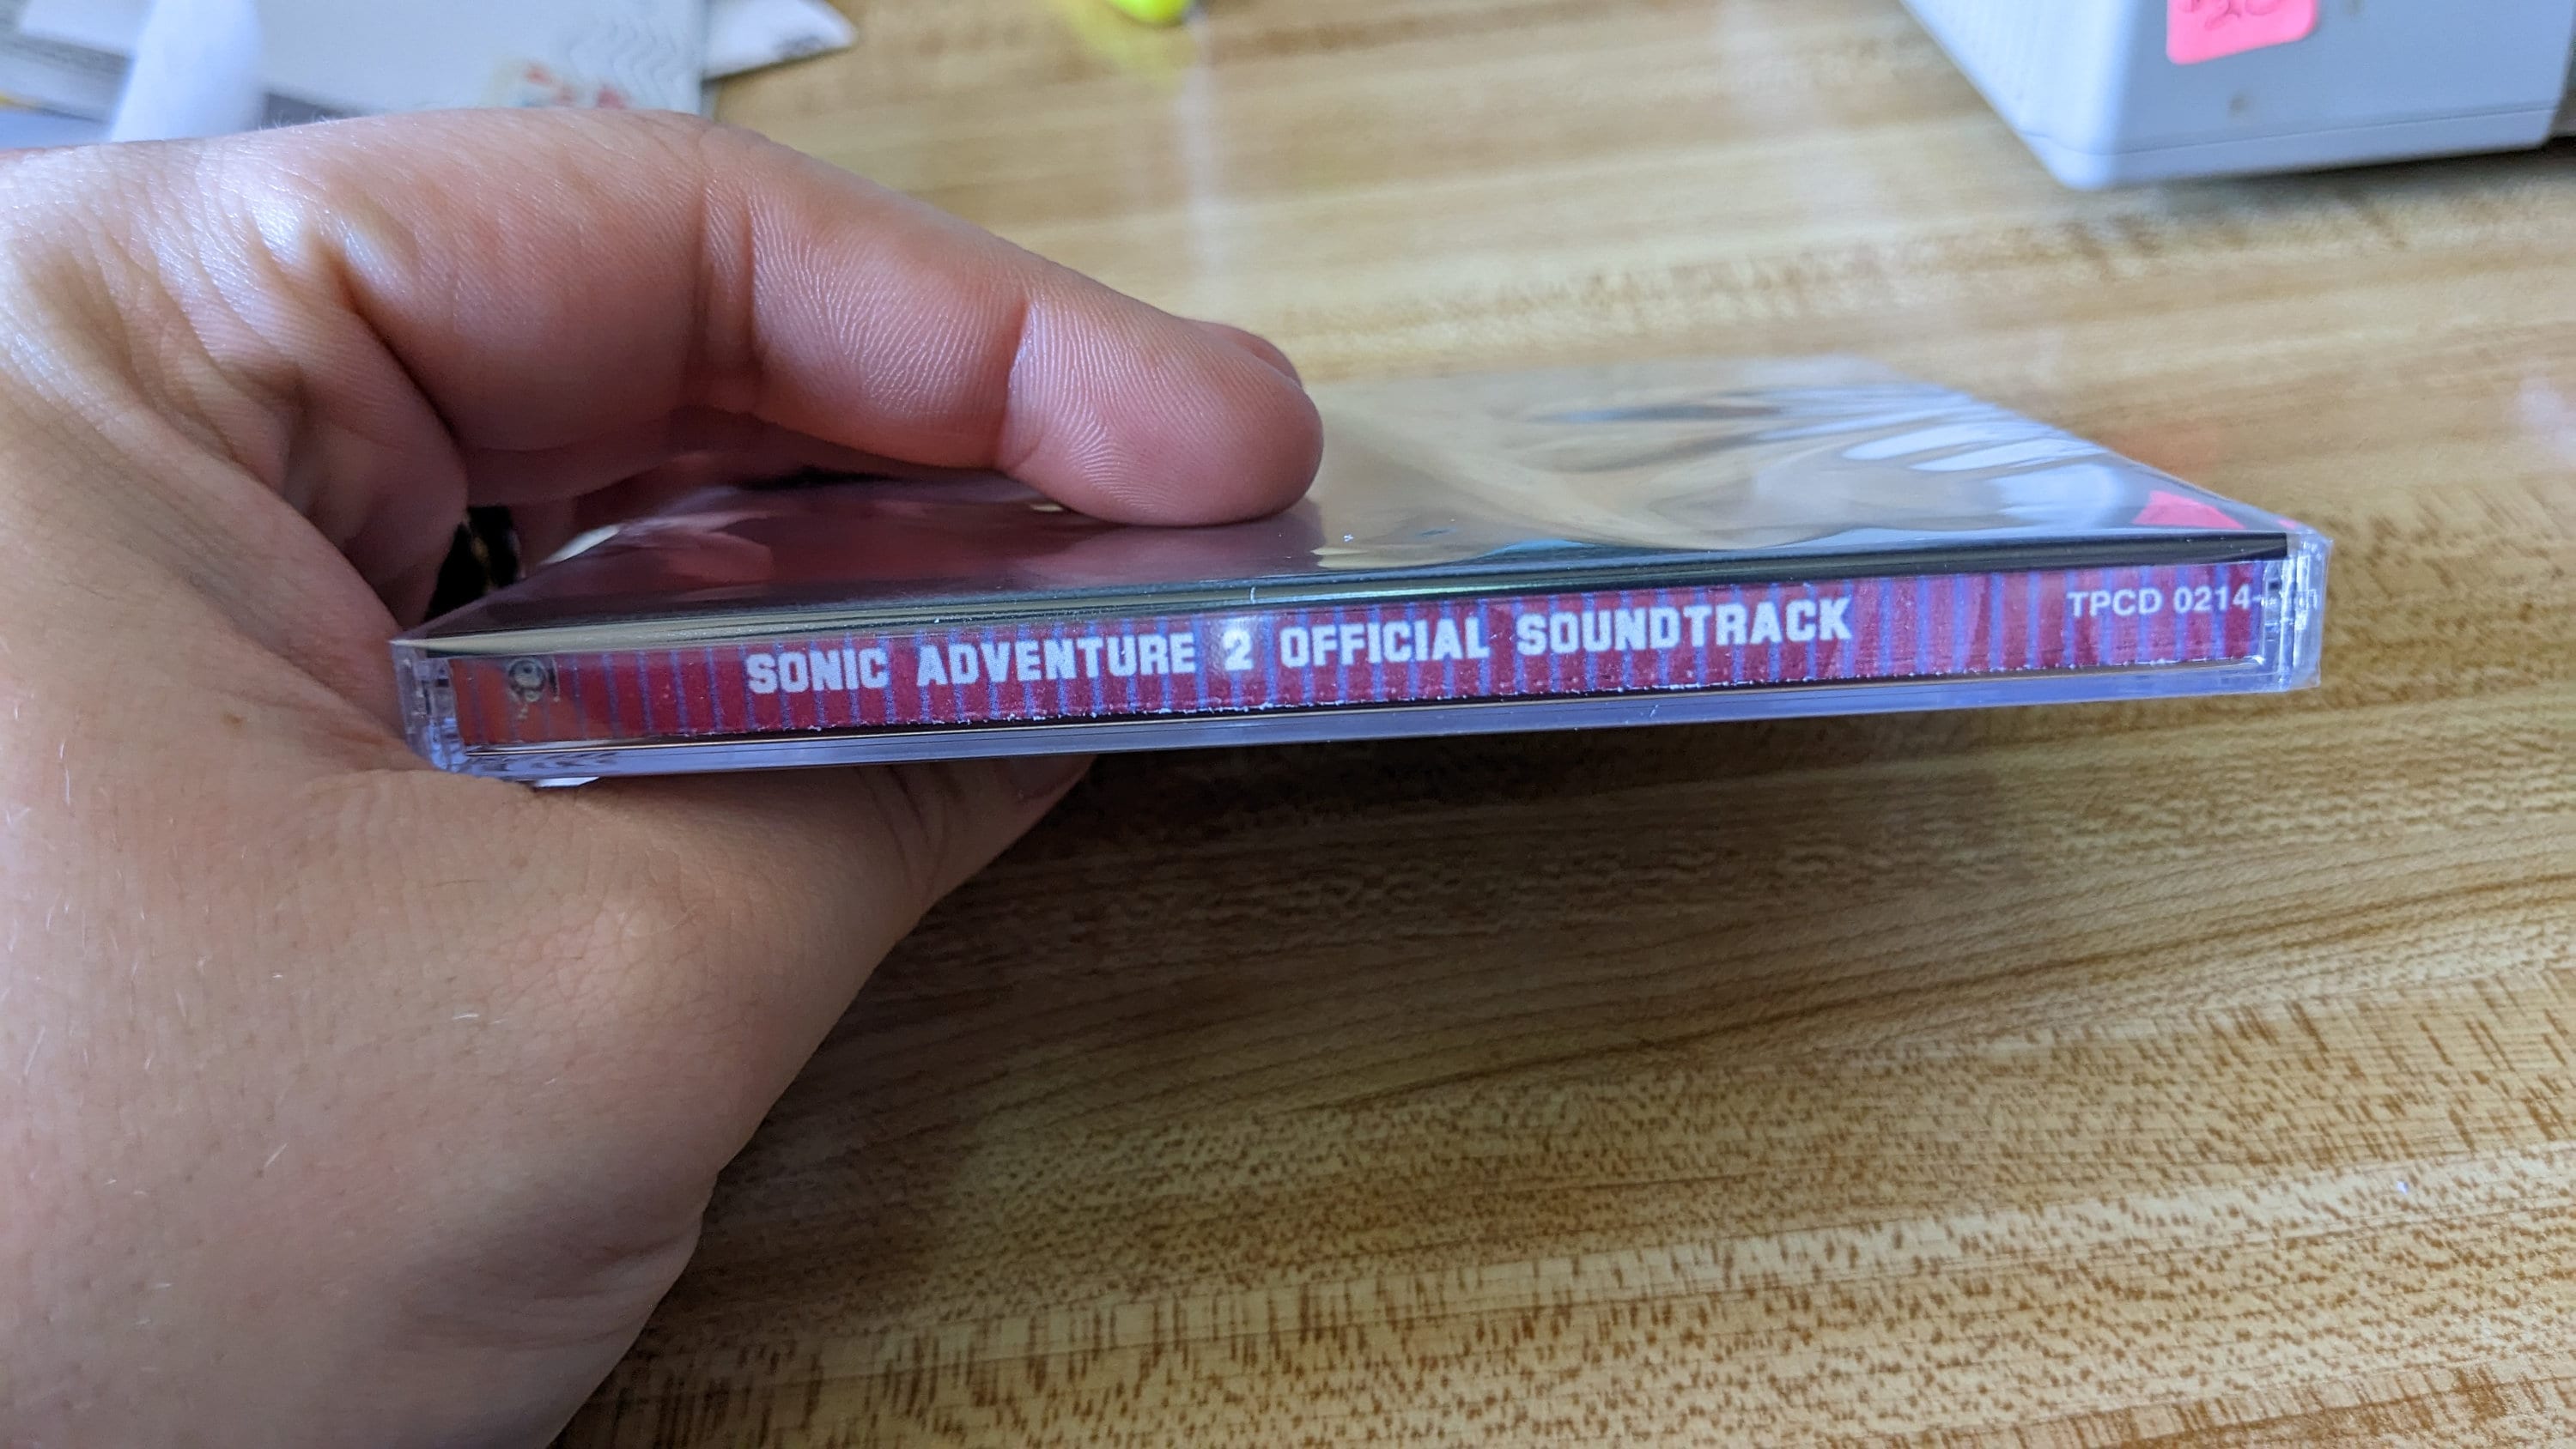 SONIC ADVENTURE 2 OFFICIAL SOUNDTRACK
TPCD 0214-